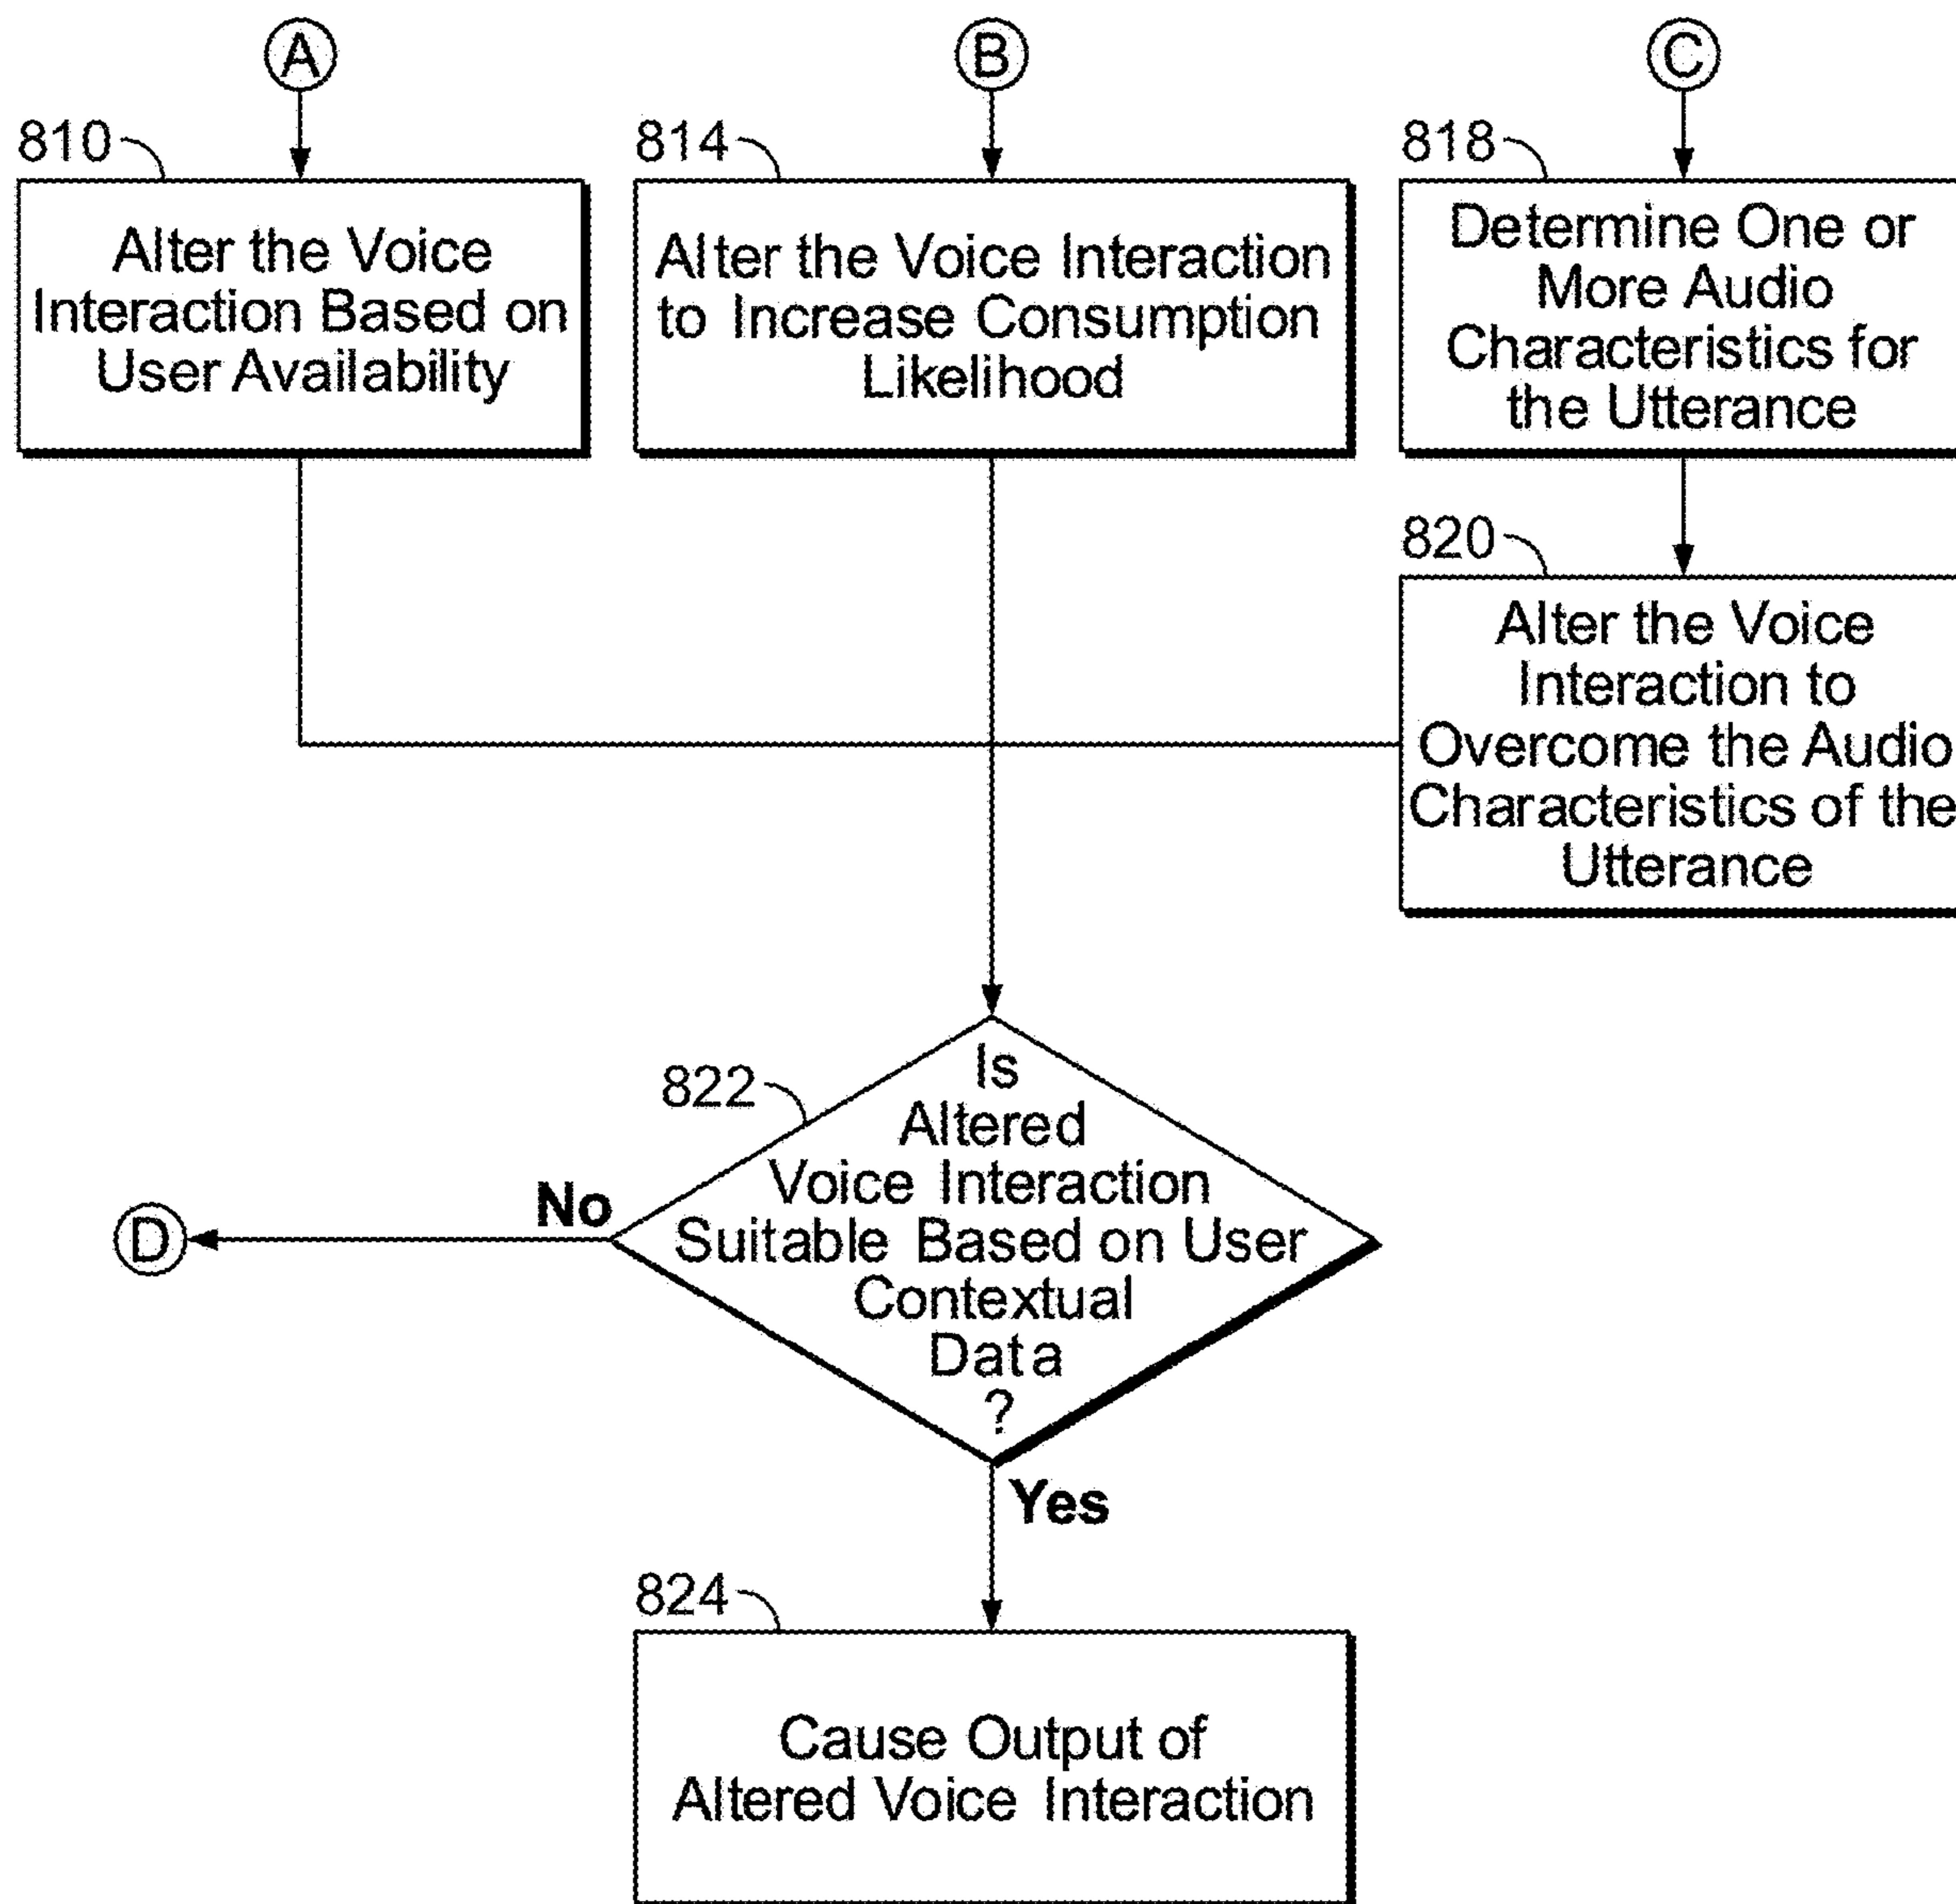 A
B
C
810
814
818
Alter the Voice
Interaction Based on
User Availability
Alter the Voice Interaction
to Increase Consumption
Likelihood
Determine One or
More Audio
Characteristics for
the Utterance
820
Alter the Voice
Interaction to
Overcome the Audio
Characteristics of the
Utterance
822
Is
Altered
Voice Interaction
Suitable Based on User
Contextual
Data
?
No
D
Yes
824
Cause Output of
Altered Voice Interaction